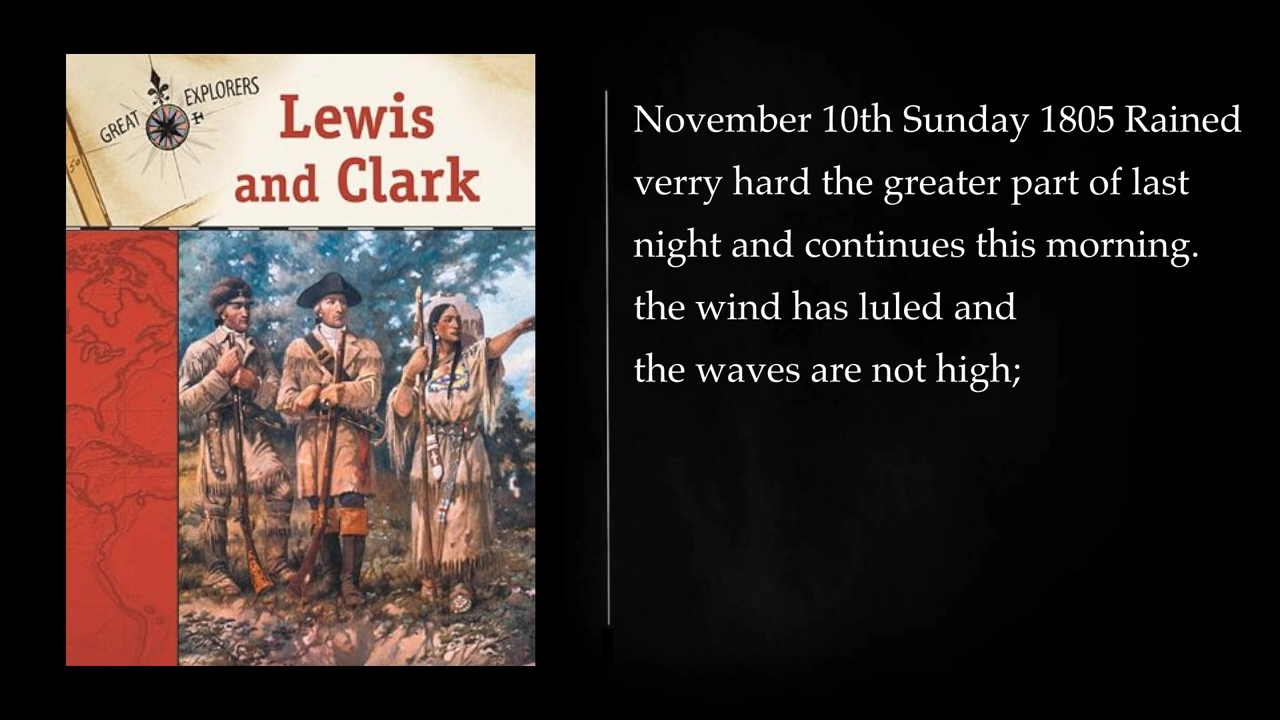 GREAT EXPLORERS
Lewis
and Clark
50
November 10th Sunday 1805 Rained
verry hard the greater part of last
night and continues this morning.
the wind has luled and
the waves are not high;